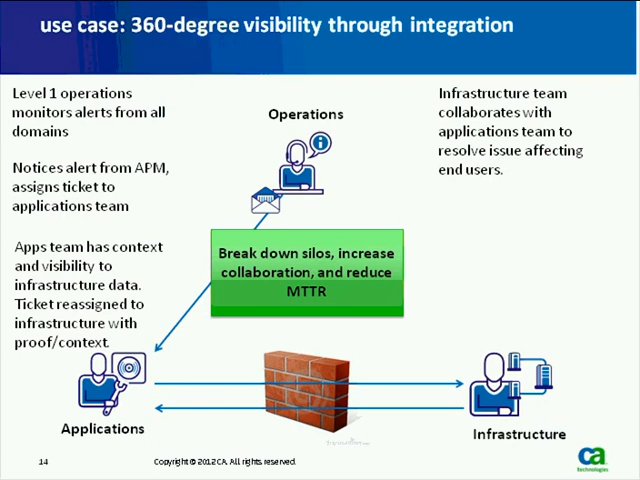 use case: 360-degree visibility through integration
Level 1 operations
monitors alerts from all
domains
Notices alert from APM,
assigns ticket to
applications team
Apps team has context
and visibility to
infrastructure data.
Ticket reassigned to
infrastructure with
proof/context.
Operations
Infrastructure team
collaborates with
applications team to
resolve issue affecting
end users.
Break down silos, increase
collaboration, and reduce
MTTR
Applications
Infrastructure
14
Copyright © 2012 CA. All rights reserved.
ca
technologies